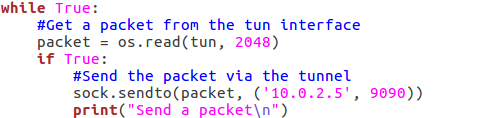 while True:
    #Get a packet from the tun interface
    packet = os.read(tun, 2048)
    if True:
        #Send the packet via the tunnel
        sock.sendto(packet, ('10.0.2.5', 9090))
        print("Send a packet\n")